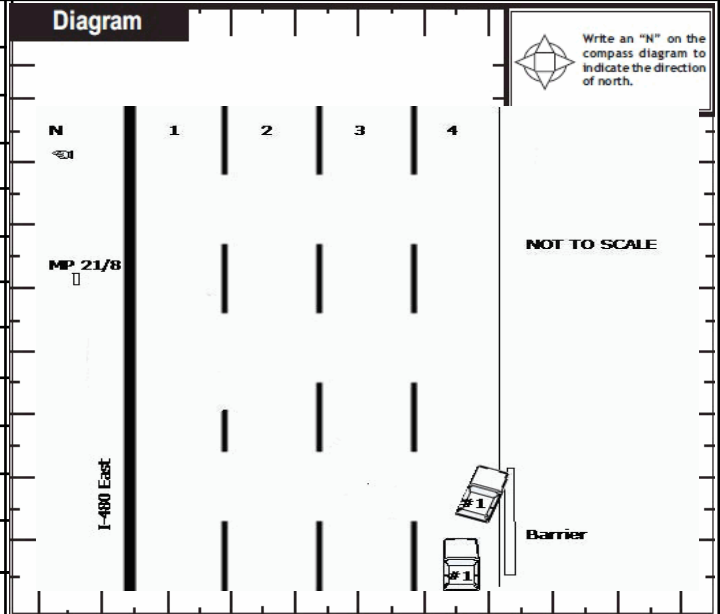 Diagram
Write an "N" on the
compass diagram to
indicate the direction
of north.
N
1 2 3 4
NOT TO SCALE
MP 21/8
I-480 East
#1
Barrier
#1